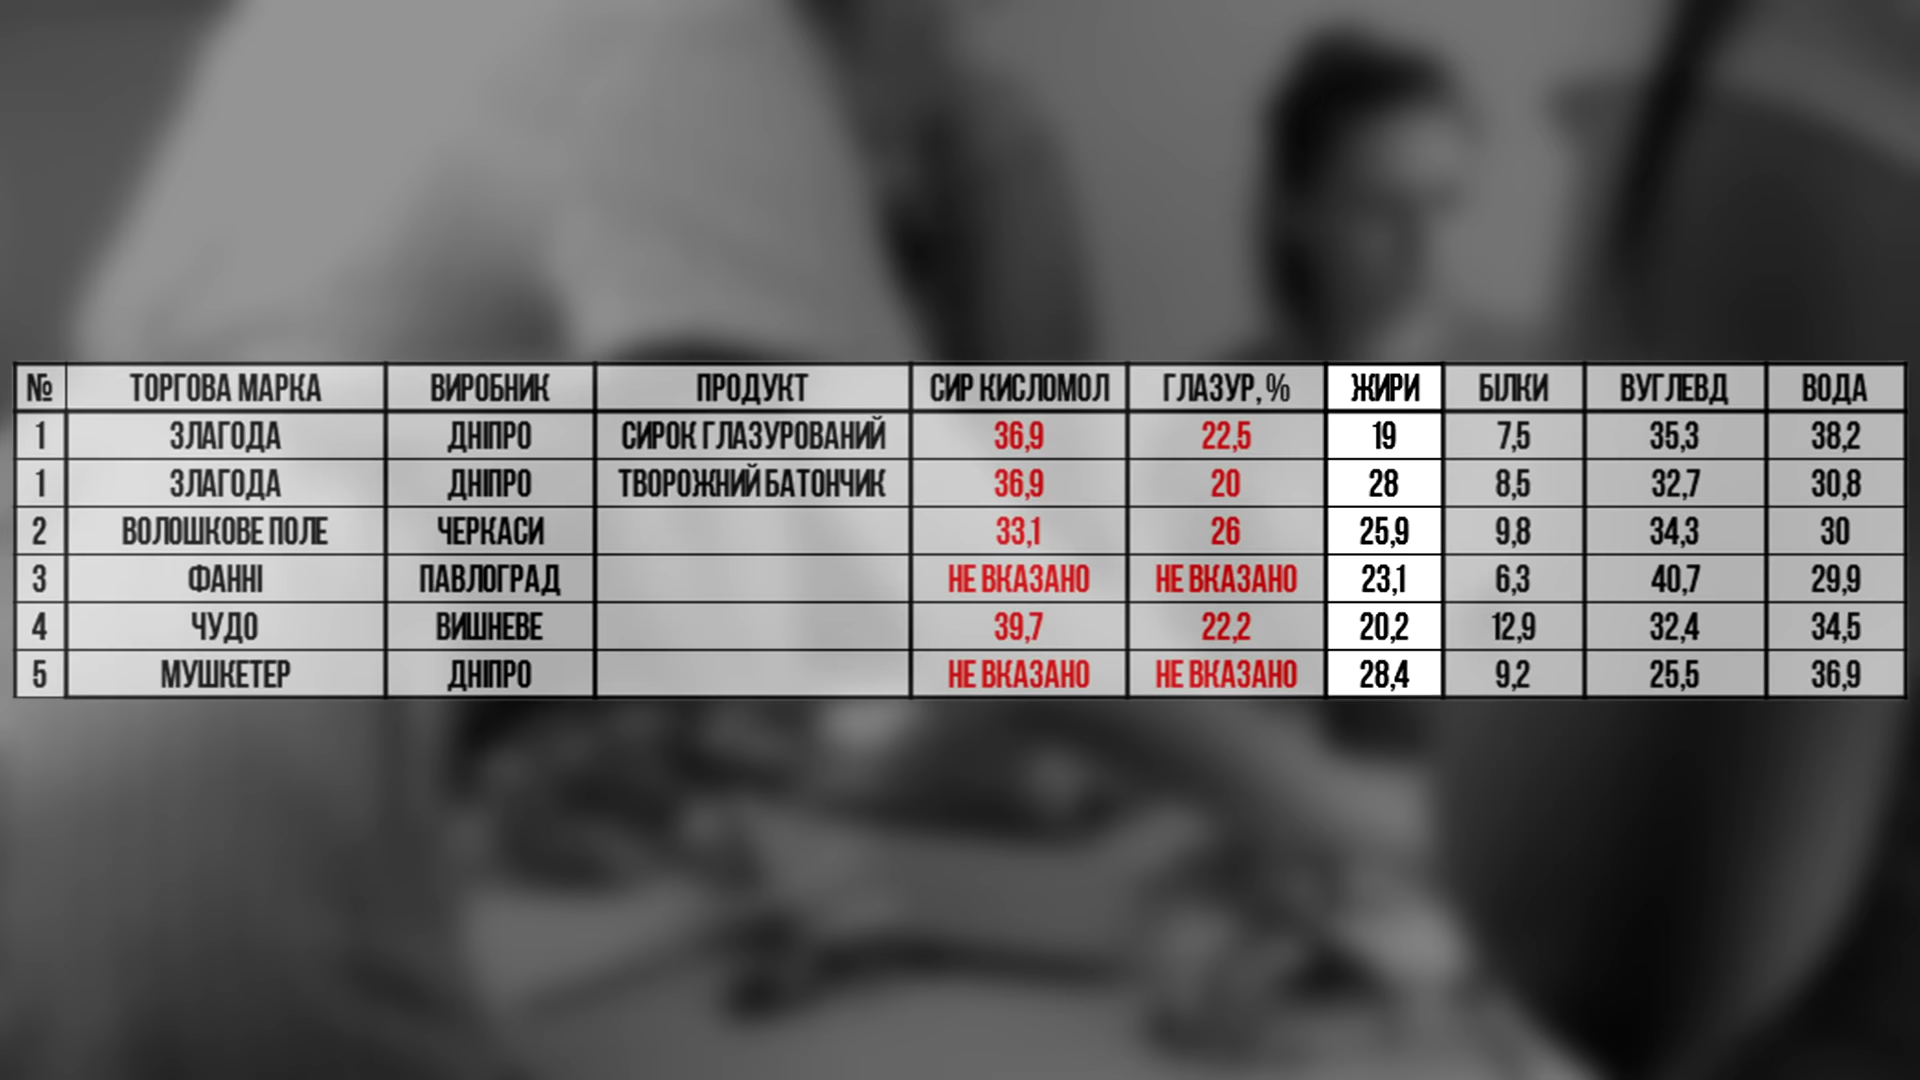 № ТОРГОВА МАРКА ВИРОБНИК ПРОДУКТ СИР КИСЛОМОЛ ГЛАЗУР, % ЖИРИ БІЛКИ ВУГЛЕВД ВОДА
1 ЗЛАГОДА ДНІПРО СИРОК ГЛАЗУРОВАНИЙ 36,9 22,5 19 7,5 35,3 38,2
1 ЗЛАГОДА ДНІПРО ТВОРОЖНИЙ БАТОНЧИК 36,9 20 28 8,5 32,7 30,8
2 ВОЛОШКОВЕ ПОЛЕ ЧЕРКАСИ 33,1 26 25,9 9,8 34,3 30
3 ФАННІ ПАВЛОГРАД НЕ ВКАЗАНО НЕ ВКАЗАНО 23,1 6,3 40,7 29,9
4 ЧУДО ВИШНЕВЕ 39,7 22,2 20,2 12,9 32,4 34,5
5 МУШКЕТЕР ДНІПРО НЕ ВКАЗАНО НЕ ВКАЗАНО 28,4 9,2 25,5 36,9